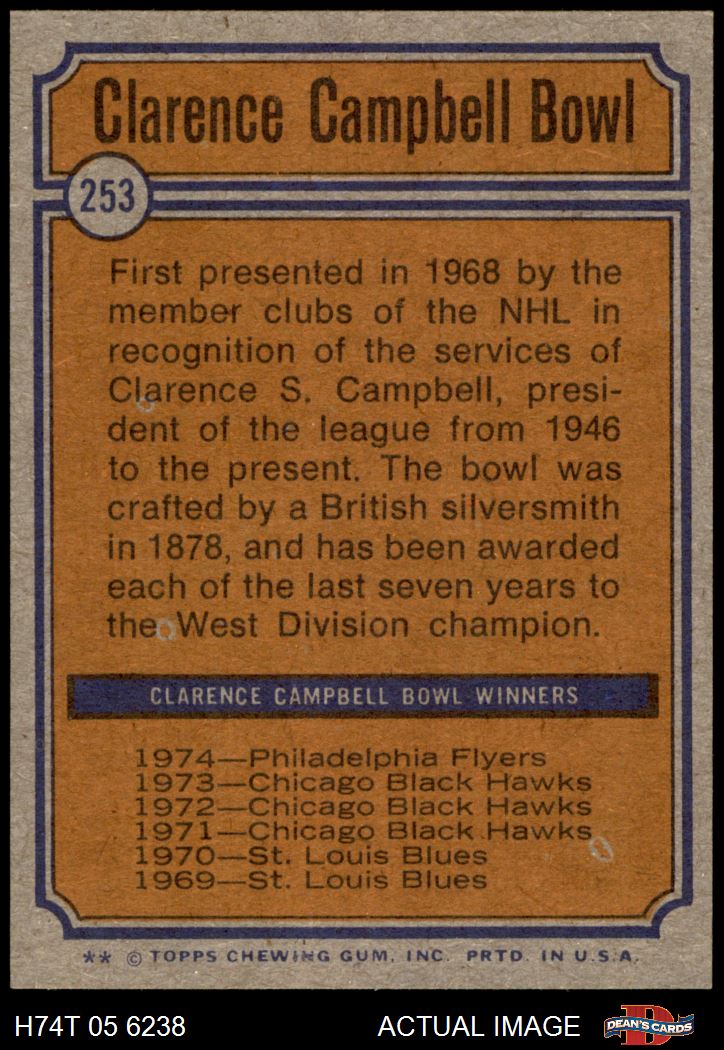 Clarence Campbell Bowl
253
First presented in 1968 by the
member clubs of the NHL in
recognition of the services of
Clarence S. Campbell, presi-
dent of the league from 1946
to the present. The bowl was
crafted by a British silversmith
in 1878, and has been awarded
each of the last seven years to
the West Division champion.
CLARENCE CAMPBELL BOWL WINNERS
1974—Philadelphia Flyers
1973—Chicago Black Hawks
1972—Chicago Black Hawks
1971—Chicago Black Hawks
1970—St. Louis Blues
1969—St. Louis Blues
** © TOPPS CHEWING GUM, INC. PRTD. IN U.S.A.
H74T 05 6238 ACTUAL IMAGE D DEAN'S CARDS